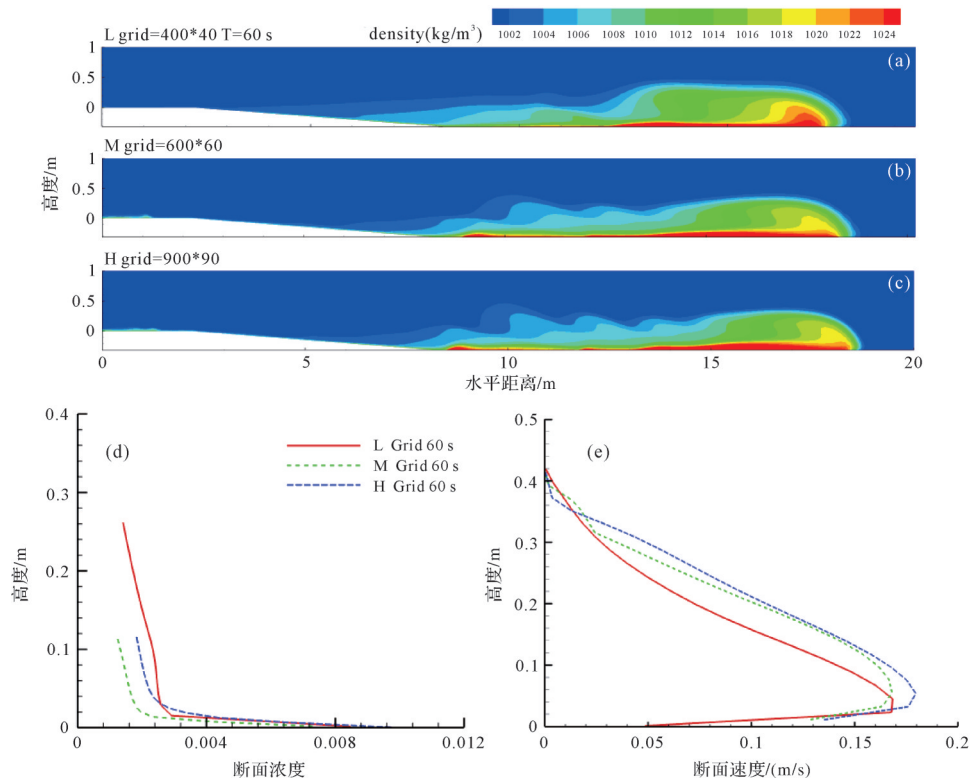 L grid=400*40 T=60 s
density(kg/m³)
1002 1004 1006 1008 1010 1012 1014 1016 1018 1020 1022 1024
(a)
1
0.5
0
M grid=600*60
(b)
1
0.5
0
高度/m
H grid=900*90
(c)
1
0.5
0
0 5 10 15 20
水平距离/m
(d)
0.4
0.3
0.2
0.1
0
高度/m
L Grid 60 s
M Grid 60 s
H Grid 60 s
0.004 0.008 0.012
断面浓度
(e)
0.5
0.4
0.3
0.2
0.1
0
高度/m
0 0.05 0.1 0.15 0.2
断面速度/(m/s)